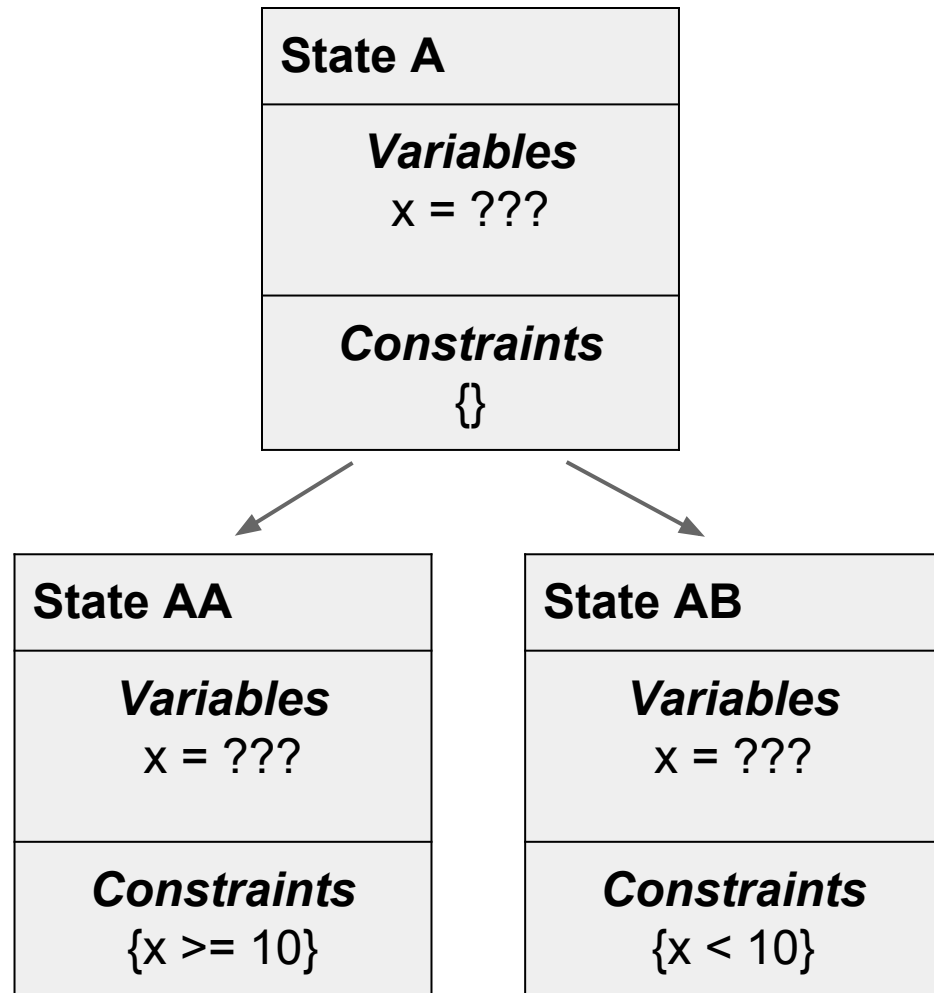 State A
Variables
x = ???
Constraints
{}
State AA
Variables
x = ???
Constraints
{x >= 10}
State AB
Variables
x = ???
Constraints
{x < 10}